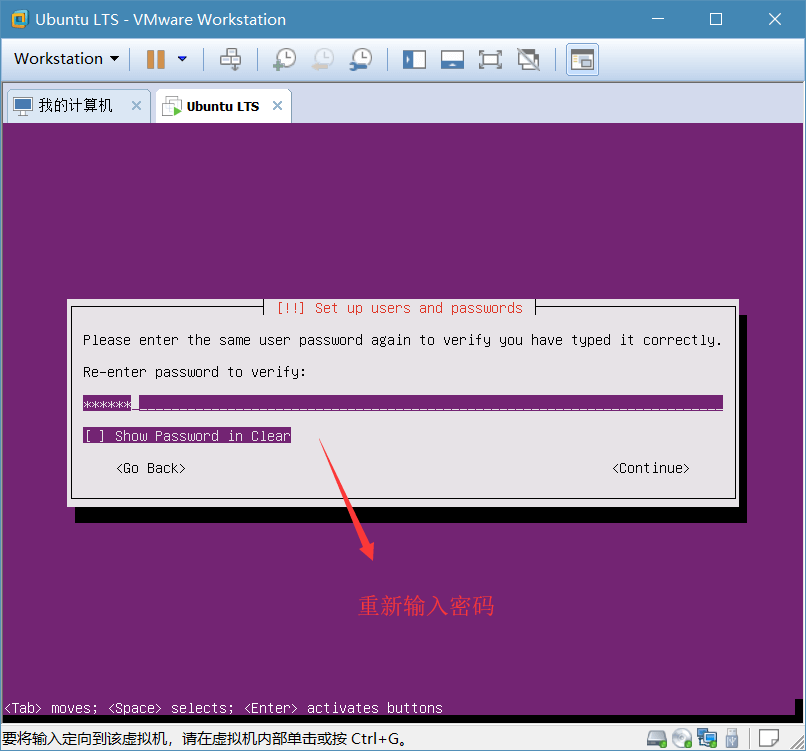 Ubuntu LTS - VMware Workstation
Workstation
我的计算机
Ubuntu LTS
[!!] Set up users and passwords
Please enter the same user password again to verify you have typed it correctly.
Re-enter password to verify:
******
[ ] Show Password in Clear
<Go Back> <Continue>
重新输入密码
<Tab> moves; <Space> selects; <Enter> activates buttons
要将输入定向到该虚拟机，请在虚拟机内部单击或按 Ctrl+G。